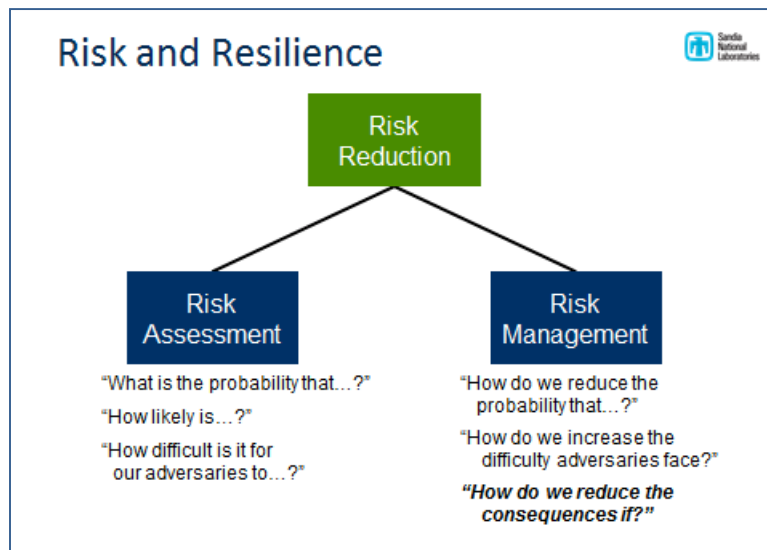 Risk and Resilience
Sandia
National
Laboratories
Risk
Reduction
Risk
Assessment
“What is the probability that…?”
“How likely is…?”
“How difficult is it for
our adversaries to…?”
Risk
Management
“How do we reduce the
probability that…?”
“How do we increase the
difficulty adversaries face?”
“How do we reduce the
consequences if?”